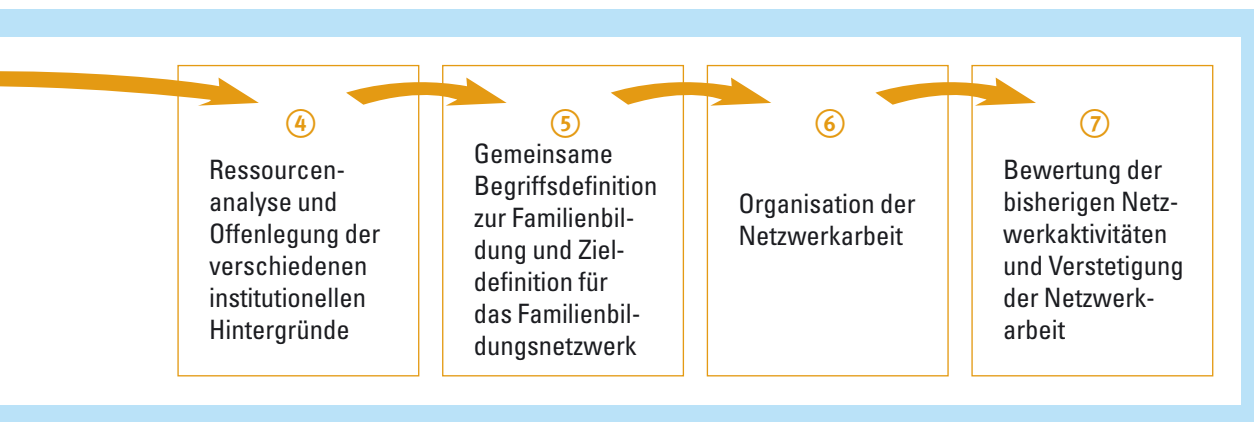 ④
Ressourcen-
analyse und
Offenlegung der
verschiedenen
institutionellen
Hintergründe
⑤
Gemeinsame
Begriffsdefinition
zur Familienbil-
dung und Ziel-
definition für
das Familienbil-
dungsnetzwerk
⑥
Organisation der
Netzwerkarbeit
⑦
Bewertung der
bisherigen Netz-
werkaktivitäten
und Verstetigung
der Netzwerk-
arbeit